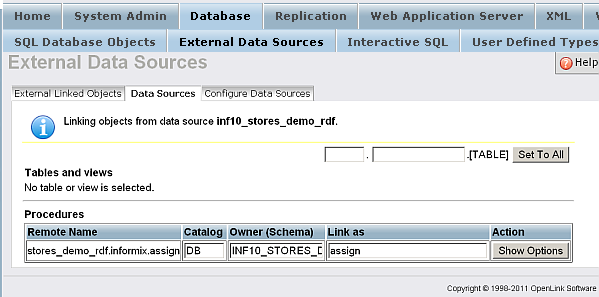 Home System Admin Database Replication Web Application Server XML
SQL Database Objects External Data Sources Interactive SQL User Defined Types
External Data Sources Help
External Linked Objects Data Sources Configure Data Sources
Linking objects from data source inf10_stores_demo_rdf.
. .[TABLE] Set To All
Tables and views
No table or view is selected.
Procedures
Remote Name Catalog Owner (Schema) Link as Action
stores_demo_rdf.informix.assign DB INF10_STORES_D assign Show Options
Copyright © 1998-2011 OpenLink Software